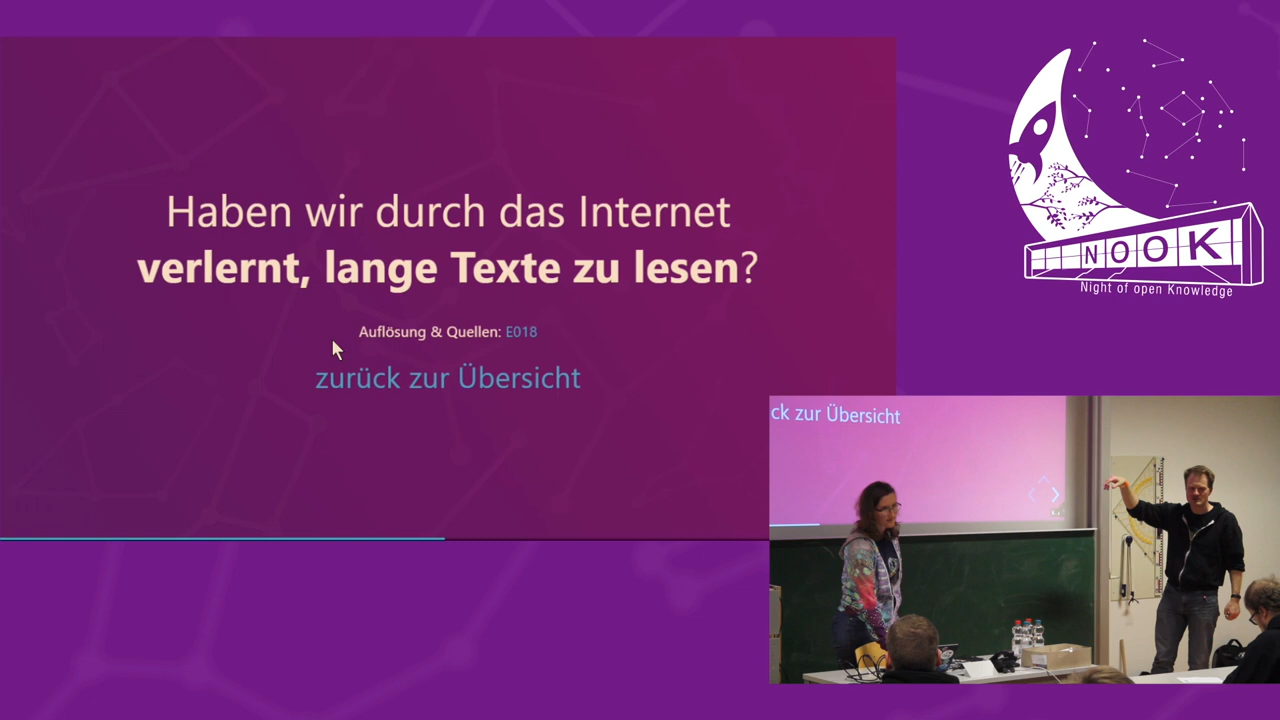 Haben wir durch das Internet
verlernt, lange Texte zu lesen?
Auflösung & Quellen: E018
zurück zur Übersicht
NOOK
Night of open Knowledge
ck zur Übersicht